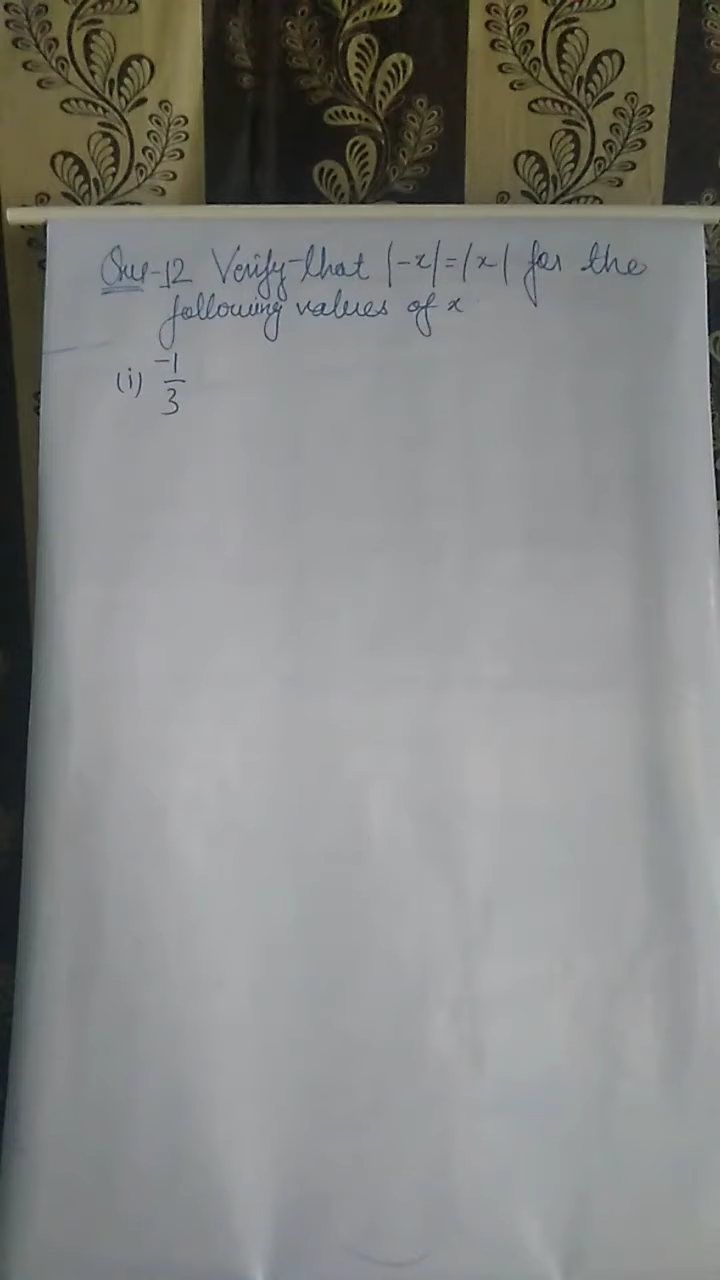 Que-12 Verify that |-x|=|x| for the
following values of x
(i) -1/3